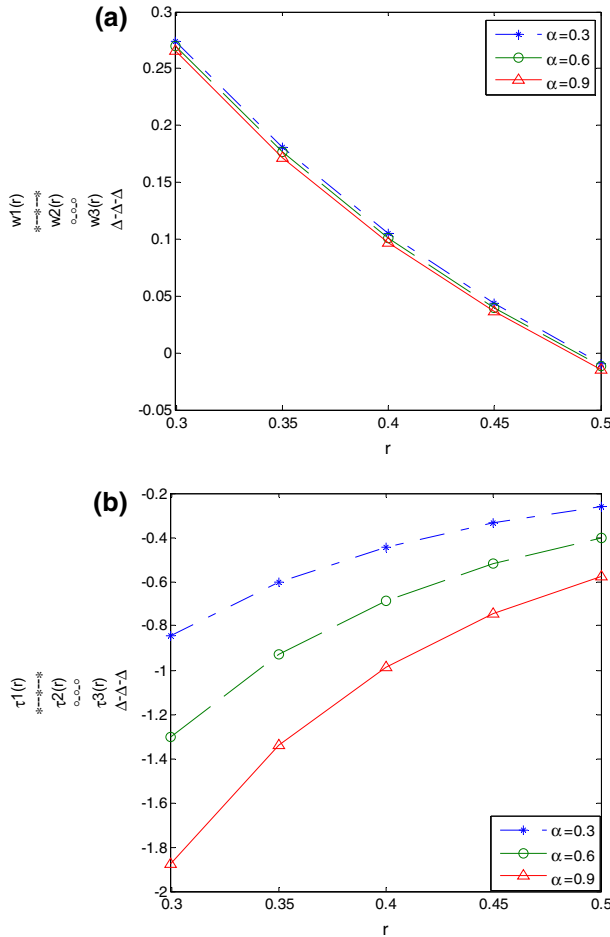 (a)
0.3
0.25
0.2
0.15
0.1
0.05
0
-0.05
0.3
0.35
0.4
0.45
0.5
r
w1(r)
*---*---*
w2(r)
o-o-o
w3(r)
Δ-Δ-Δ
α=0.3
α=0.6
α=0.9
(b)
-0.2
-0.4
-0.6
-0.8
-1
-1.2
-1.4
-1.6
-1.8
-2
0.3
0.35
0.4
0.45
0.5
r
τ1(r)
*---*---*
τ2(r)
o-o-o
τ3(r)
Δ-Δ-Δ
α=0.3
α=0.6
α=0.9